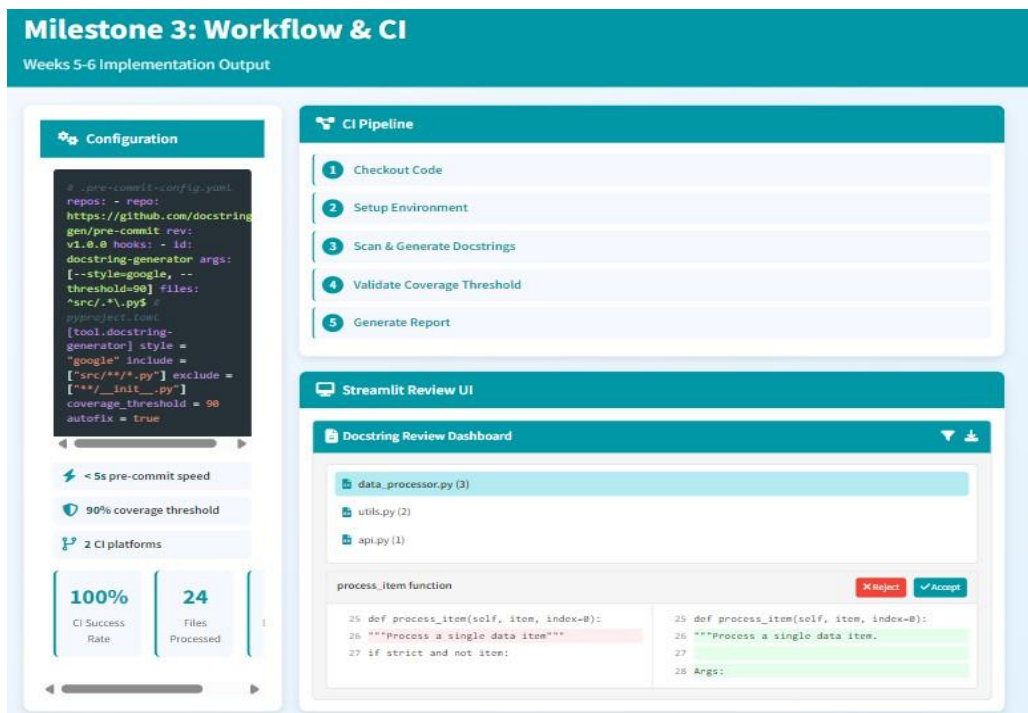 Milestone 3: Workflow & CI
Weeks 5-6 Implementation Output
Configuration
# .pre-commit-config.yaml
repos: - repo:
https://github.com/docstring
gen/pre-commit rev:
v1.0.0 hooks: - id:
docstring-generator args:
[--style=google, --
threshold=90] files:
^src/.*\.py$ #
pyproject.toml
[tool.docstring-
generator] style =
"google" include =
["src/**/*.py"] exclude =
["**/__init__.py"]
coverage_threshold = 90
autofix = true
< 5s pre-commit speed
90% coverage threshold
2 CI platforms
100%
CI Success
Rate
24
Files
Processed
CI Pipeline
1 Checkout Code
2 Setup Environment
3 Scan & Generate Docstrings
4 Validate Coverage Threshold
5 Generate Report
Streamlit Review UI
Docstring Review Dashboard
data_processor.py (3)
utils.py (2)
api.py (1)
process_item function
Reject
Accept
25 def process_item(self, item, index=0):
26 """Process a single data item"""
27 if strict and not item:
25 def process_item(self, item, index=0):
26 """Process a single data item.
27
28 Args: